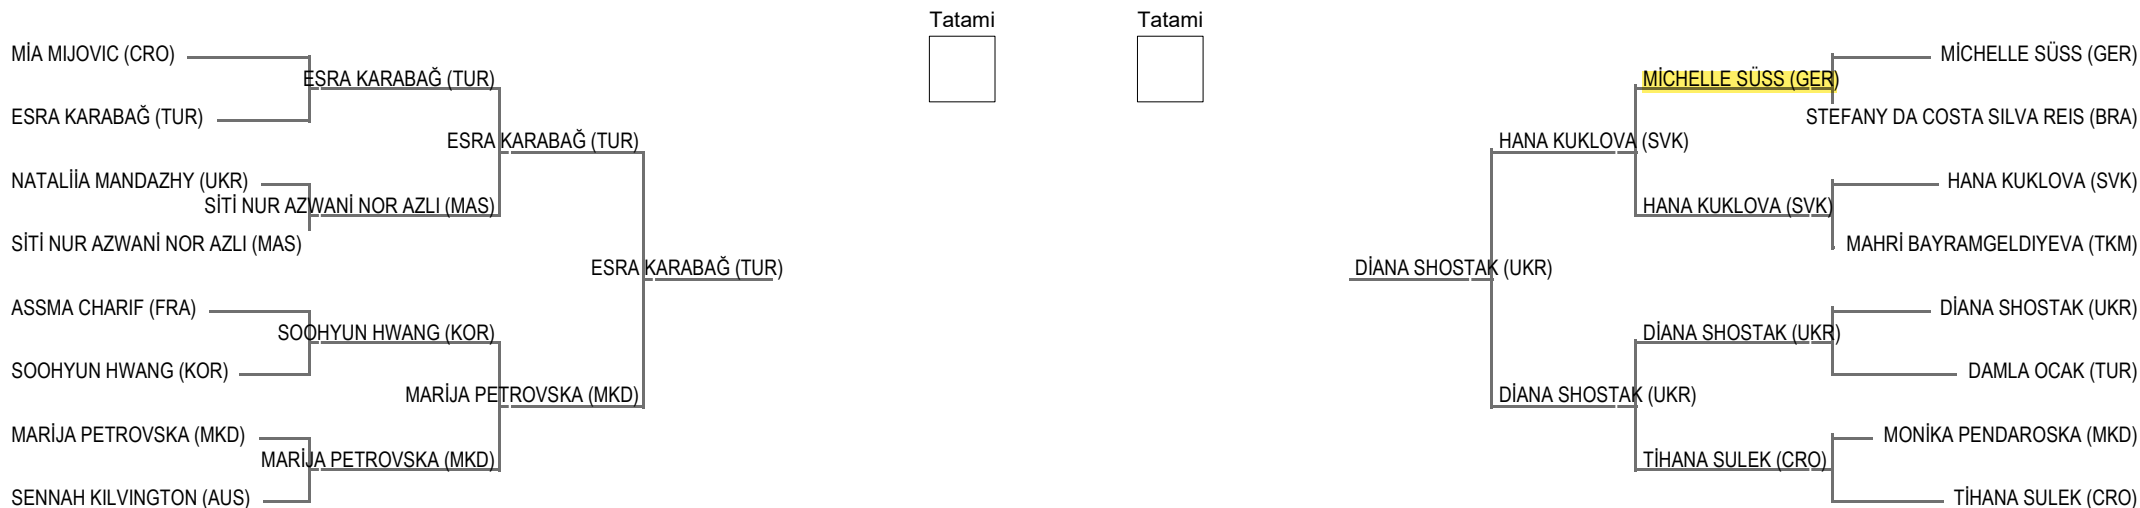 Tatami
Tatami
MİA MIJOVIC (CRO)
ESRA KARABAĞ (TUR)
ESRA KARABAĞ (TUR)
ESRA KARABAĞ (TUR)
NATALİİA MANDAZHY (UKR)
SİTİ NUR AZWANİ NOR AZLI (MAS)
SİTİ NUR AZWANİ NOR AZLI (MAS)
ESRA KARABAĞ (TUR)
ASSMA CHARIF (FRA)
SOOHYUN HWANG (KOR)
SOOHYUN HWANG (KOR)
MARİJA PETROVSKA (MKD)
MARİJA PETROVSKA (MKD)
MARİJA PETROVSKA (MKD)
SENNAH KILVINGTON (AUS)
MİCHELLE SÜSS (GER)
MİCHELLE SÜSS (GER)
STEFANY DA COSTA SILVA REIS (BRA)
HANA KUKLOVA (SVK)
HANA KUKLOVA (SVK)
HANA KUKLOVA (SVK)
MAHRİ BAYRAMGELDIYEVA (TKM)
DİANA SHOSTAK (UKR)
DİANA SHOSTAK (UKR)
DİANA SHOSTAK (UKR)
DAMLA OCAK (TUR)
DİANA SHOSTAK (UKR)
MONİKA PENDAROSKA (MKD)
TİHANA SULEK (CRO)
TİHANA SULEK (CRO)